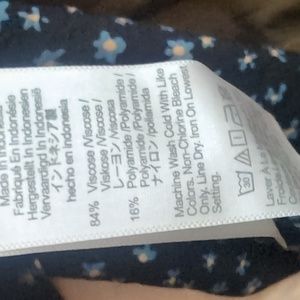 Made In Indonesia
Fabriqué En Indonésie
Hergestellt In Indonesien
Vervaardigd In Indonesië
インドネシア製
hecho en indonesia
84% Viscose /Viscose /
Viskose /Viscose /
レーヨン / Viscosa
16% Polyamide /Polyamide /
Polyamid /Polyamide /
ナイロン /poliamida
Machine Wash Cold With Like
Colors. Non-Chlorine Bleach
Only, Line Dry. Iron On Lowest
Setting.
30
Laver À